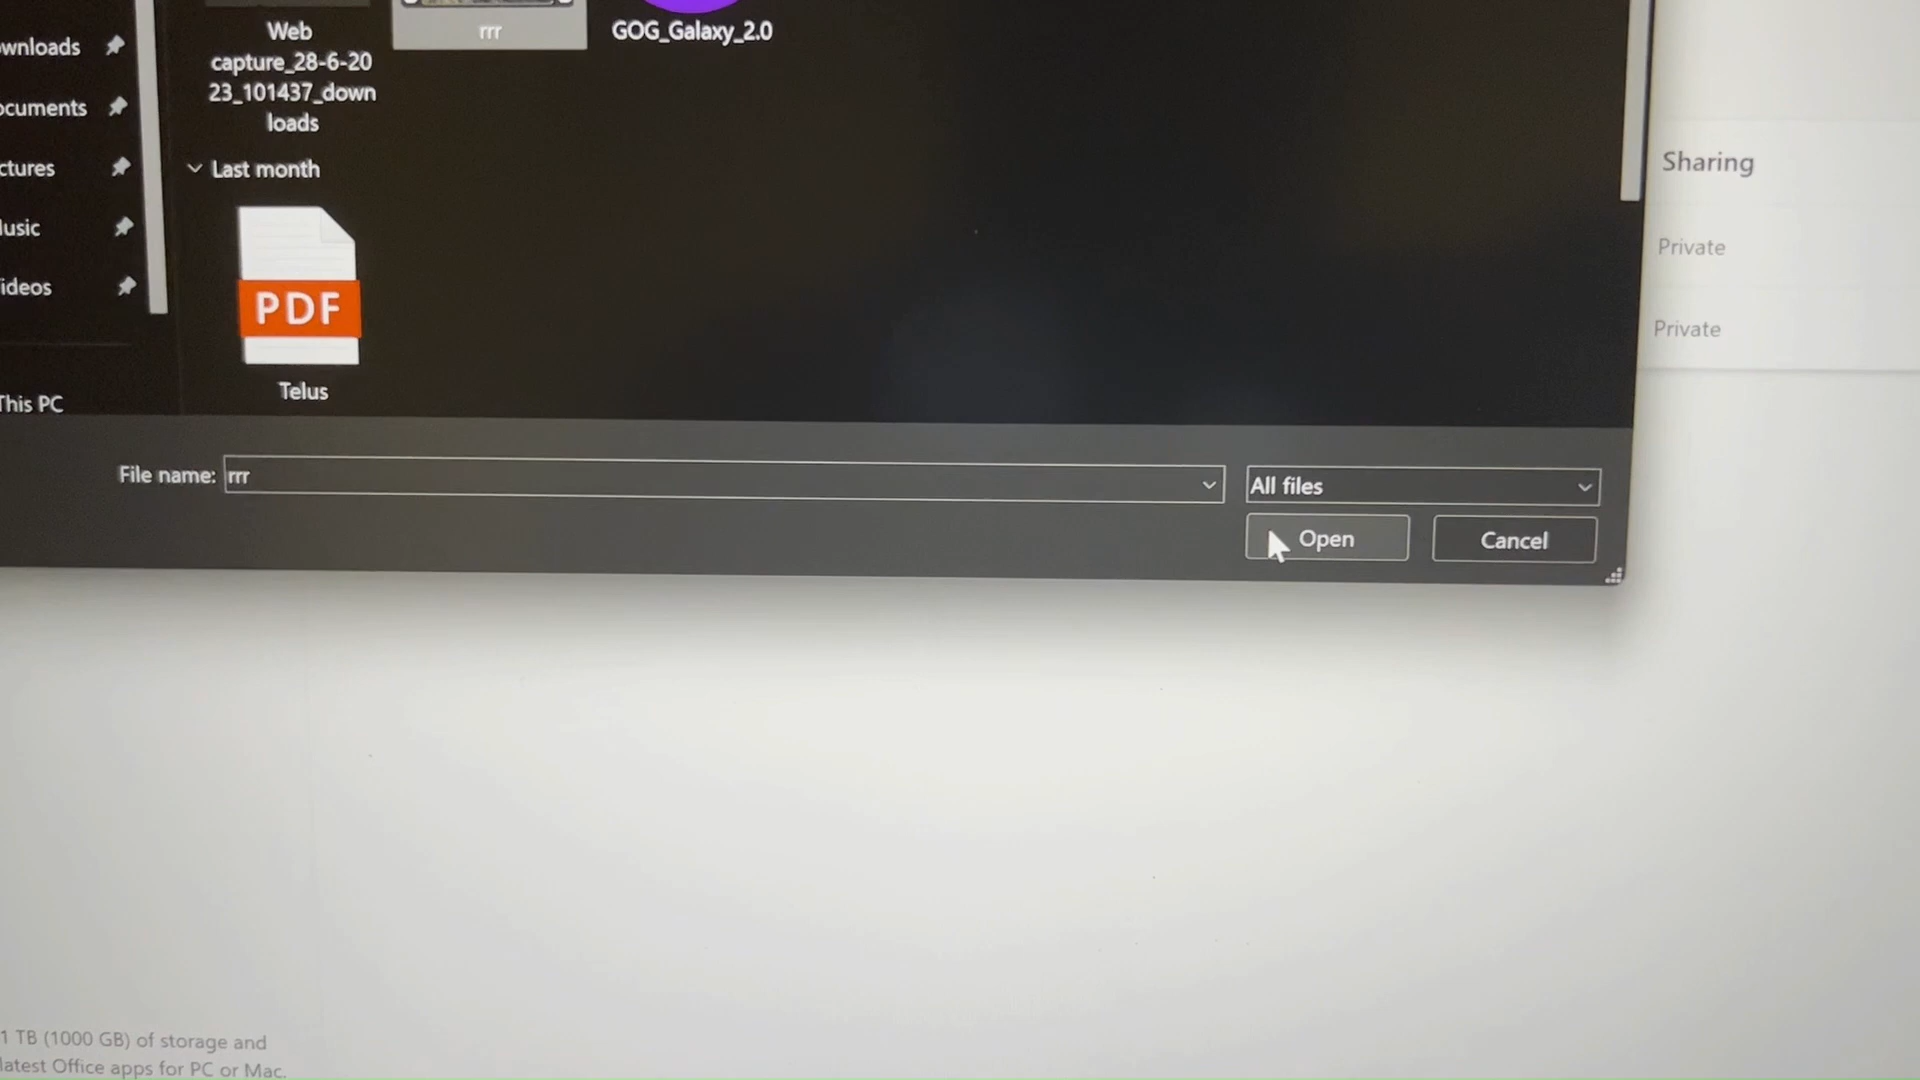 Web
capture_28-6-20
23_101437_down
loads
rrr
GOG_Galaxy_2.0
wnloads
ocuments
ctures
usic
ideos
This PC
Last month
PDF
Telus
File name: rrr
All files
Open
Cancel
Sharing
Private
Private
1 TB (1000 GB) of storage and
latest Office apps for PC or Mac.